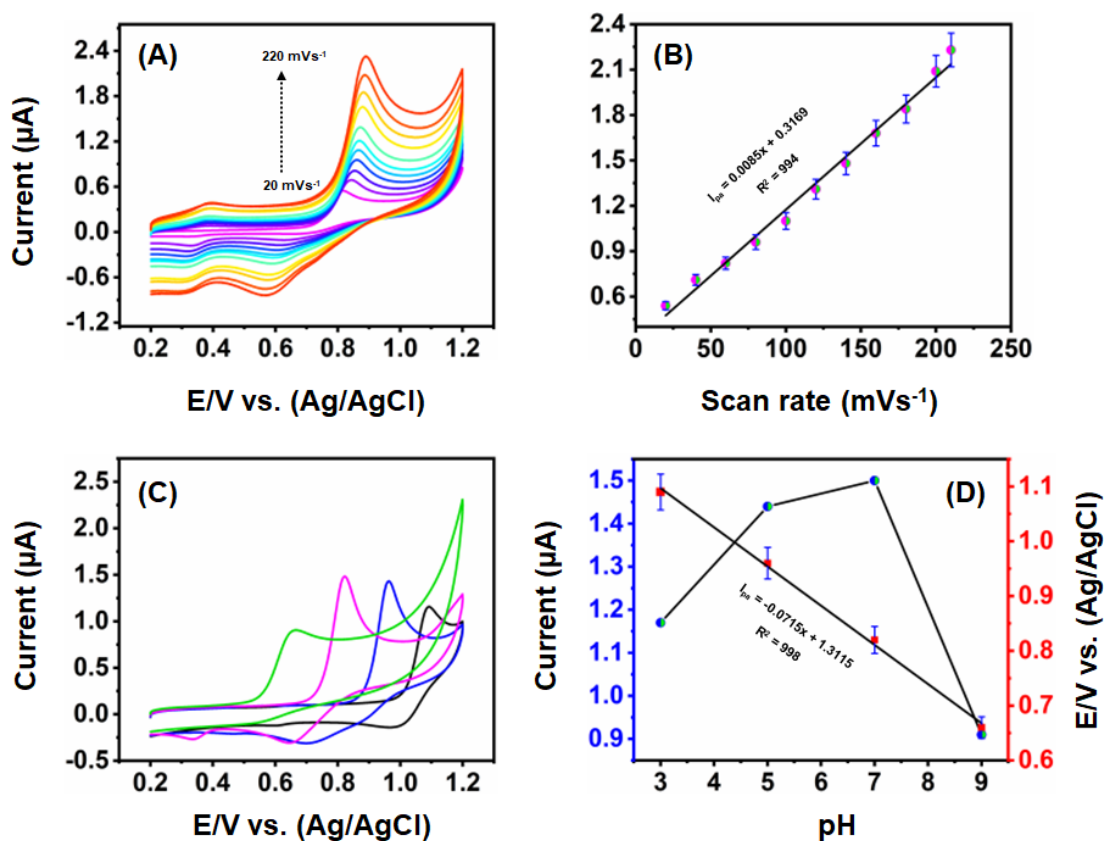 (A)
220 mVs⁻¹
20 mVs⁻¹
2.4
1.8
1.2
0.6
0.0
-0.6
-1.2
Current (µA)
0.2 0.4 0.6 0.8 1.0 1.2
E/V vs. (Ag/AgCl)
(B)
2.4
2.1
1.8
1.5
1.2
0.9
0.6
Current (µA)
Iₚₐ = 0.0085x + 0.3169
R² = 994
0 50 100 150 200 250
Scan rate (mVs⁻¹)
(C)
2.5
2.0
1.5
1.0
0.5
0.0
-0.5
Current (µA)
0.2 0.4 0.6 0.8 1.0 1.2
E/V vs. (Ag/AgCl)
(D)
1.5
1.4
1.3
1.2
1.1
1.0
0.9
Current (µA)
Iₚₐ = -0.0715x + 1.3115
R² = 998
1.1
1.0
0.9
0.8
0.7
0.6
E/V vs. (Ag/AgCl)
3 4 5 6 7 8 9
pH